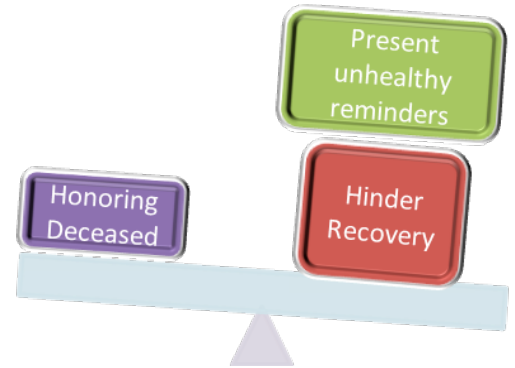 Present
unhealthy
reminders
Honoring
Deceased
Hinder
Recovery